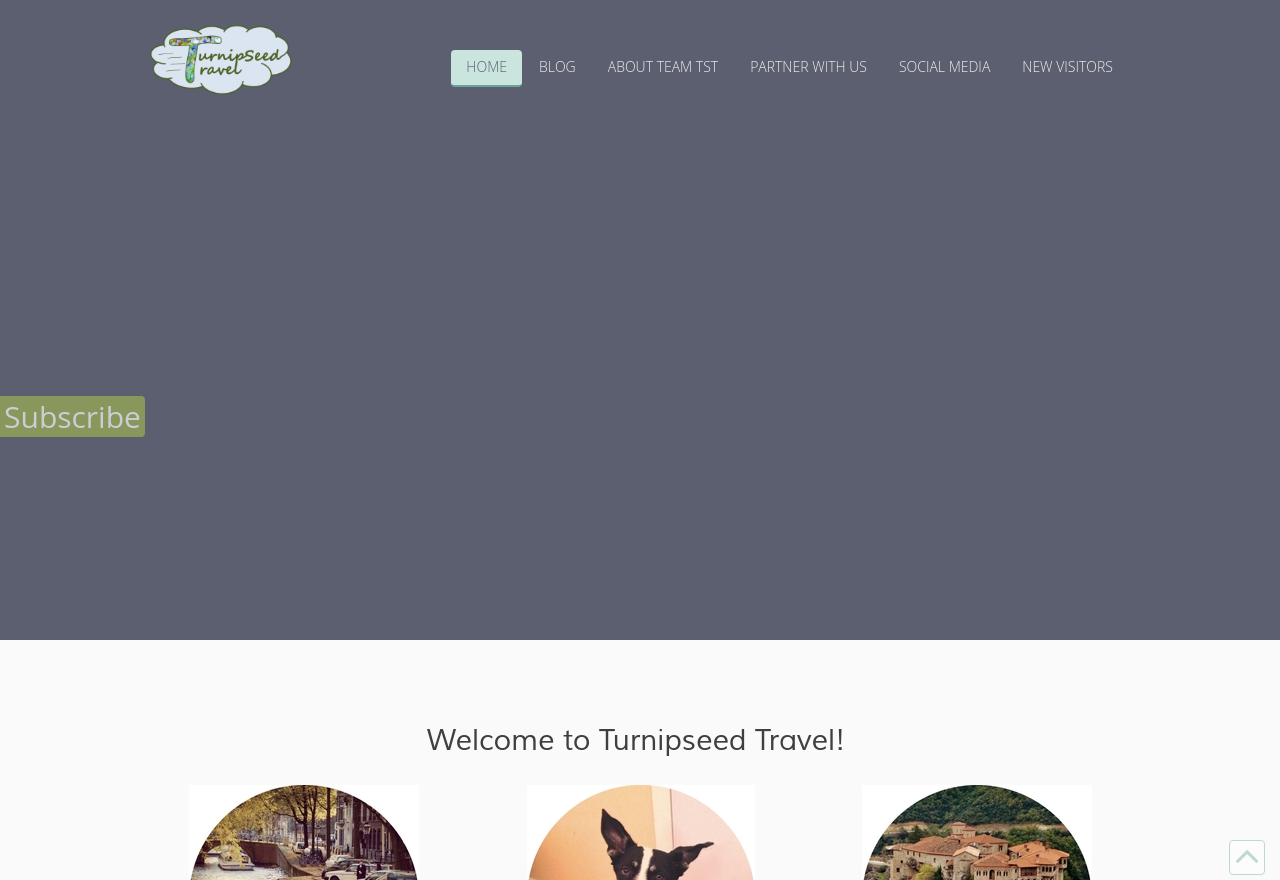 TurnipSeed
Travel
HOME
BLOG
ABOUT TEAM TST
PARTNER WITH US
SOCIAL MEDIA
NEW VISITORS
Subscribe
Welcome to Turnipseed Travel!